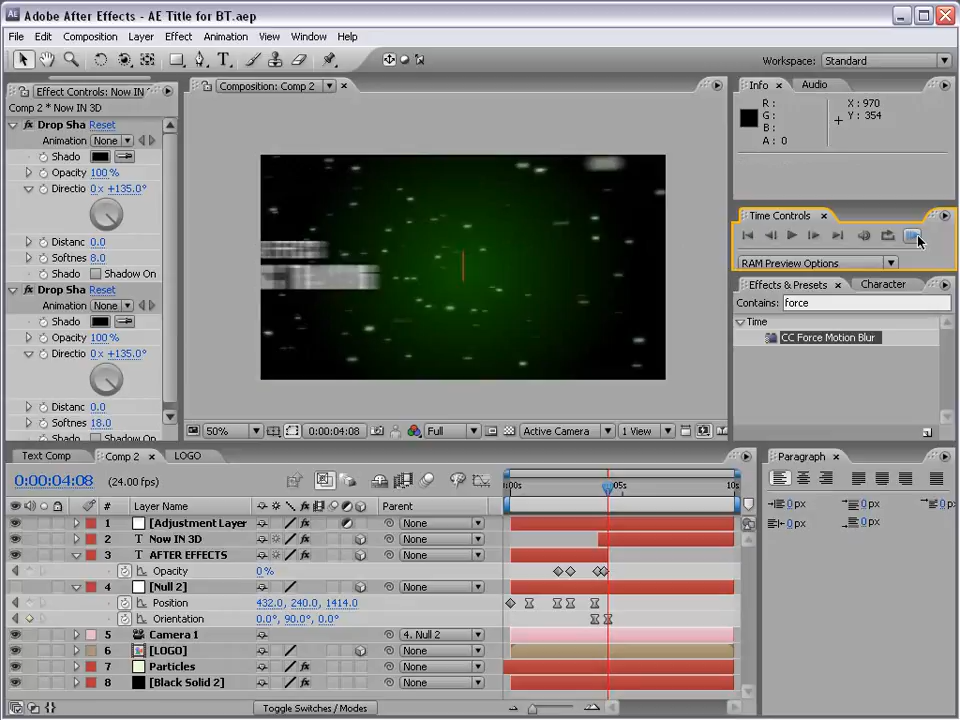 Adobe After Effects - AE Title for BT.aep
File Edit Composition Layer Effect Animation View Window Help
Workspace: Standard
Effect Controls: Now IN
Comp 2 * Now IN 3D
fx Drop Sha Reset
Animation None
Shado
Opacity 100 %
Directio 0 x +135.0°
Distanc 0.0
Softnes 8.0
Shado Shadow On
fx Drop Sha Reset
Animation None
Shado
Opacity 100 %
Directio 0 x +135.0°
Distanc 0.0
Softnes 18.0
Shado Shadow On
Composition: Comp 2
50% 0:00:04:08 Full Active Camera 1 View
Info Audio
R: X: 970
G: Y: 354
B:
A: 0
Time Controls
RAM Preview Options
Effects & Presets Character
Contains: force
Time
CC Force Motion Blur
Text Comp Comp 2 LOGO
0:00:04:08 (24.00 fps)
# Layer Name Parent
:00s 05s 10s
1 [Adjustment Layer None
2 T Now IN 3D None
3 T AFTER EFFECTS None
Opacity 0 %
4 [Null 2] None
Position 432.0, 240.0, 1414.0
Orientation 0.0°, 90.0°, 0.0°
5 Camera 1 4. Null 2
6 [LOGO] None
7 Particles None
8 [Black Solid 2] None
Toggle Switches / Modes
Paragraph
0 px 0 px 0 px
0 px 0 px